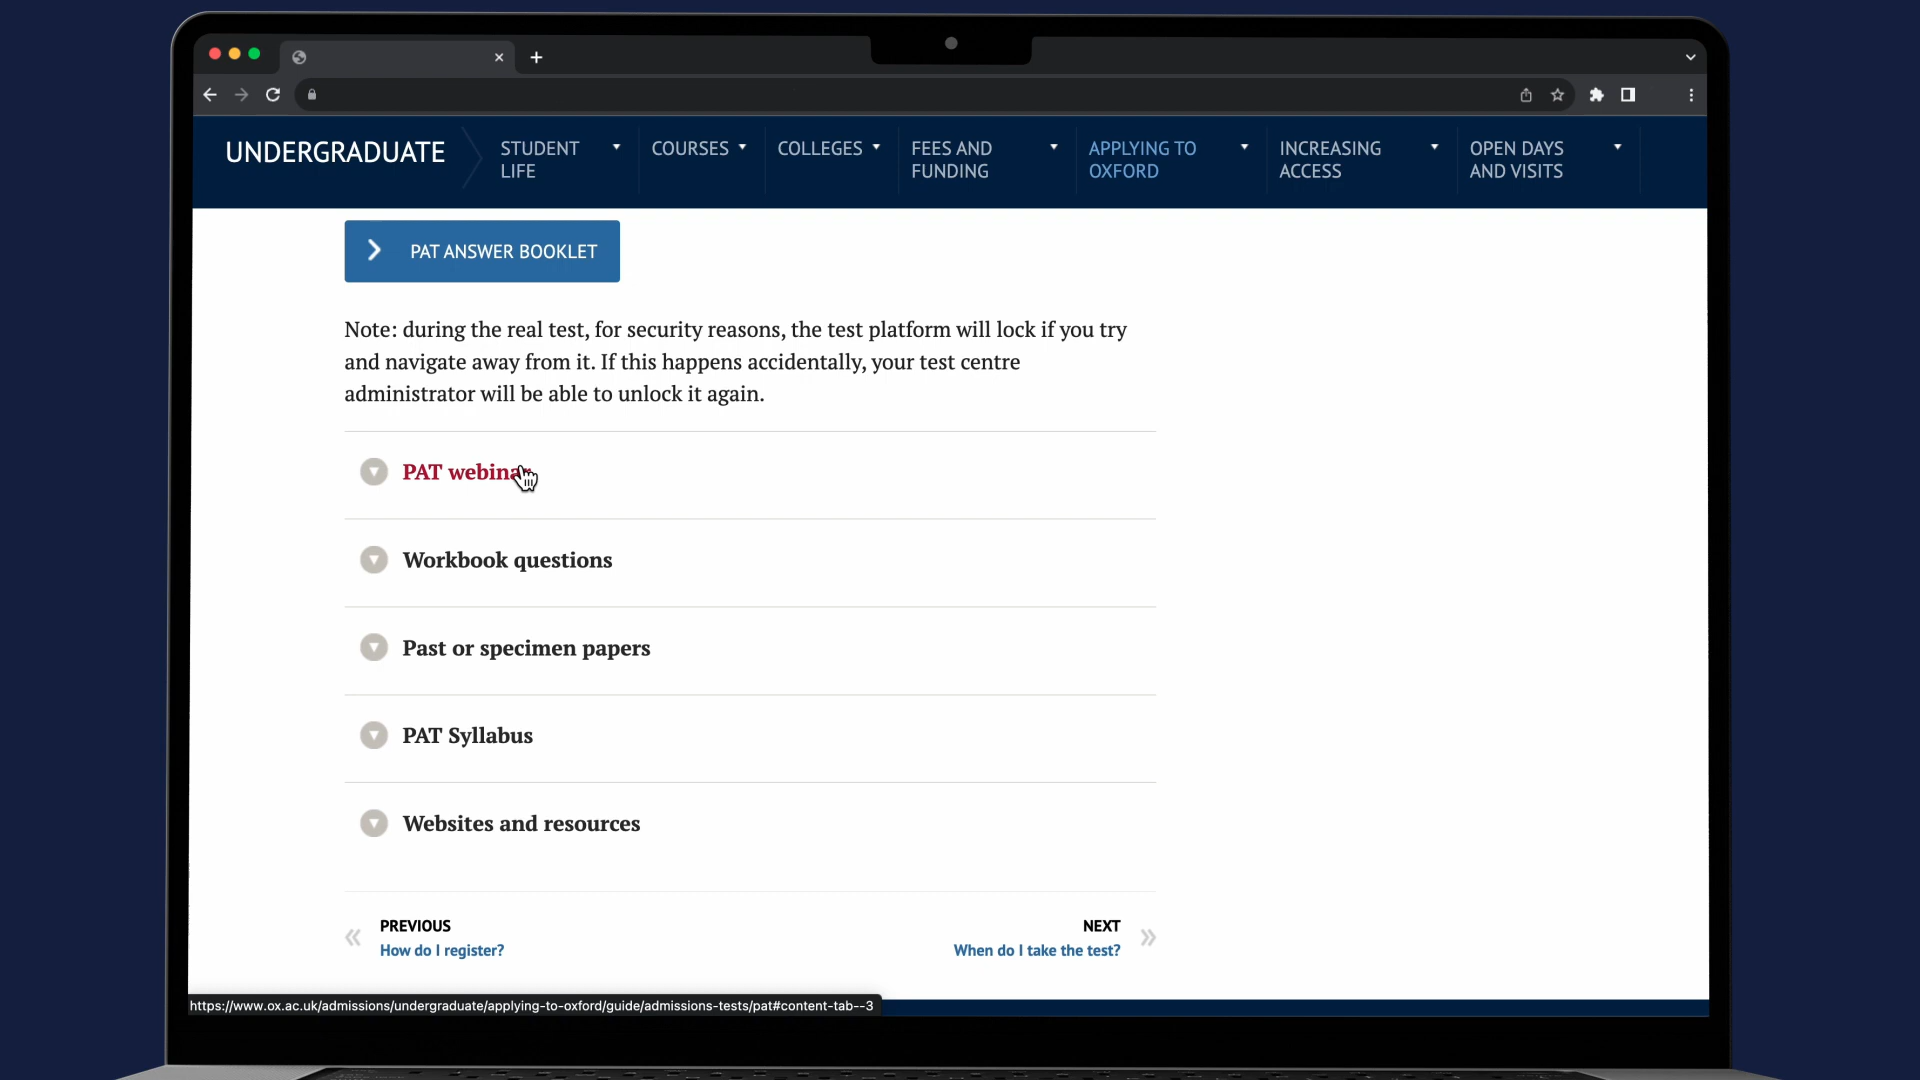 UNDERGRADUATE
STUDENT
LIFE
COURSES
COLLEGES
FEES AND
FUNDING
APPLYING TO
OXFORD
INCREASING
ACCESS
OPEN DAYS
AND VISITS
PAT ANSWER BOOKLET
Note: during the real test, for security reasons, the test platform will lock if you try
and navigate away from it. If this happens accidentally, your test centre
administrator will be able to unlock it again.
PAT webinar
Workbook questions
Past or specimen papers
PAT Syllabus
Websites and resources
PREVIOUS
How do I register?
NEXT
When do I take the test?
https://www.ox.ac.uk/admissions/undergraduate/applying-to-oxford/guide/admissions-tests/pat#content-tab--3